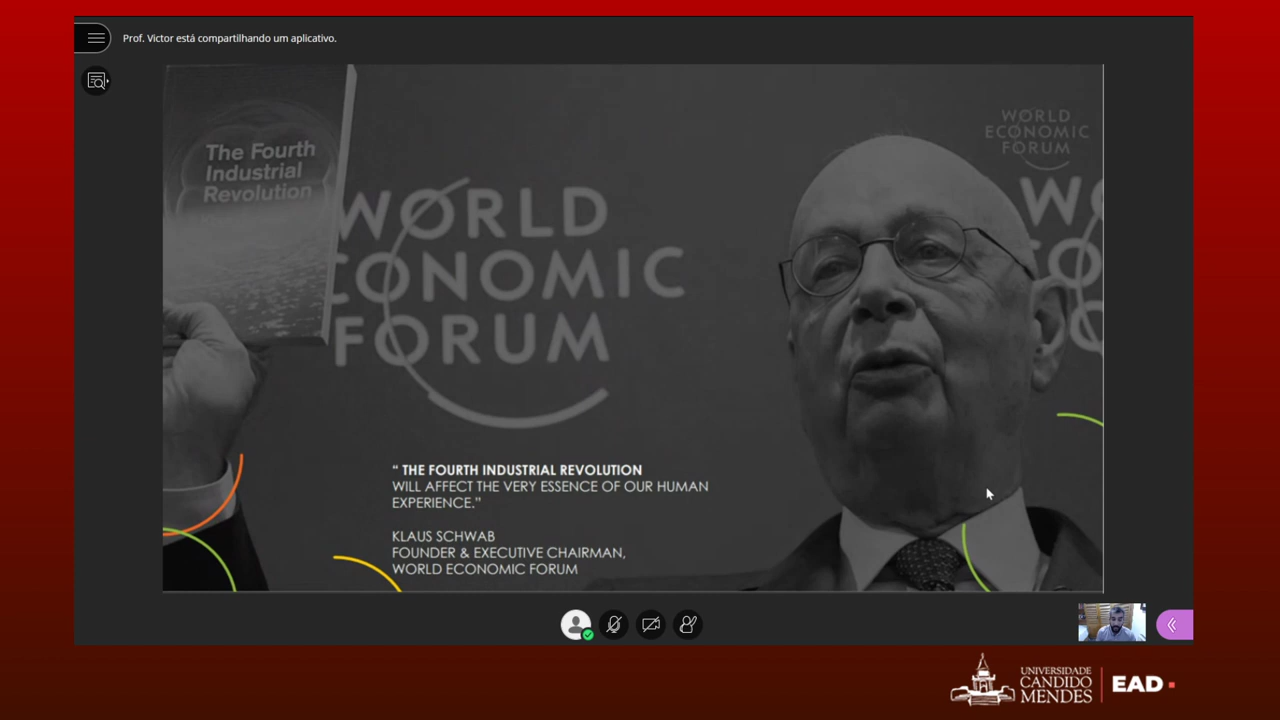 Prof. Victor está compartilhando um aplicativo.
The Fourth
Industrial
Revolution
WORLD
ECONOMIC
FORUM
WORLD
ECONOMIC
FORUM
“ THE FOURTH INDUSTRIAL REVOLUTION
WILL AFFECT THE VERY ESSENCE OF OUR HUMAN
EXPERIENCE.”
KLAUS SCHWAB
FOUNDER & EXECUTIVE CHAIRMAN,
WORLD ECONOMIC FORUM
UNIVERSIDADE
CANDIDO
MENDES
EAD